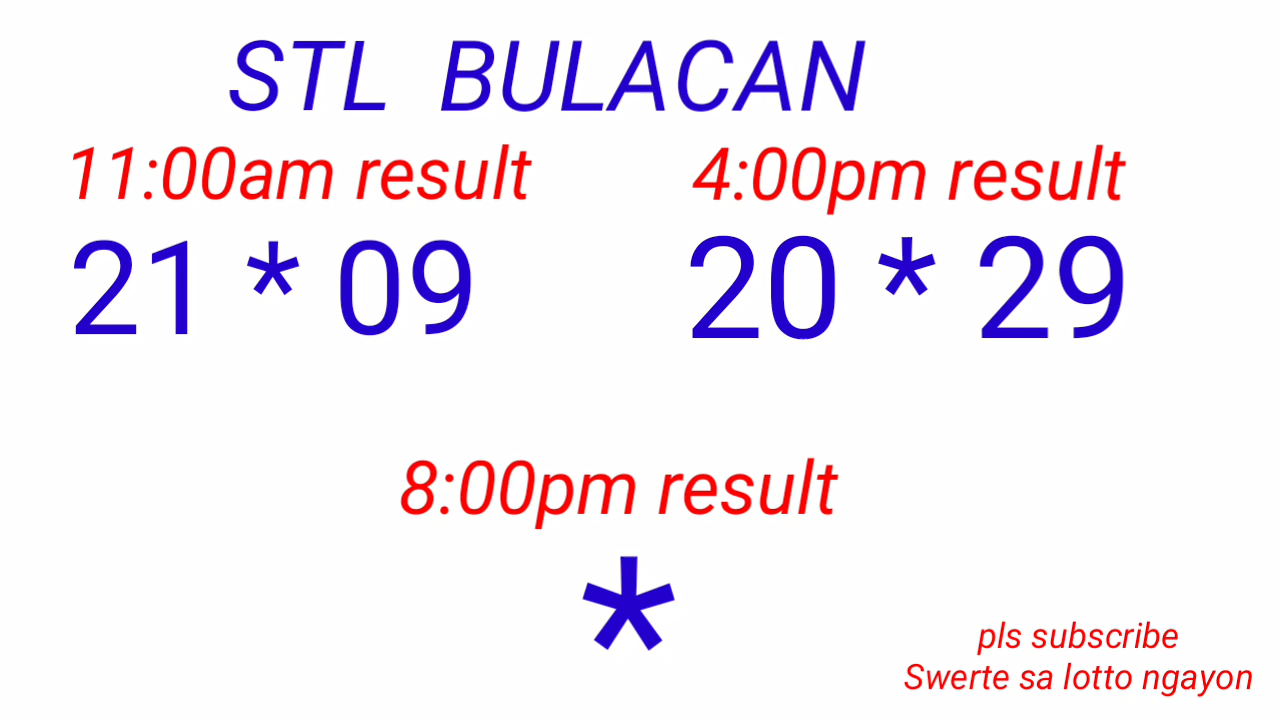 STL BULACAN
11:00am result
21 * 09
4:00pm result
20 * 29
8:00pm result
*
pls subscribe
Swerte sa lotto ngayon